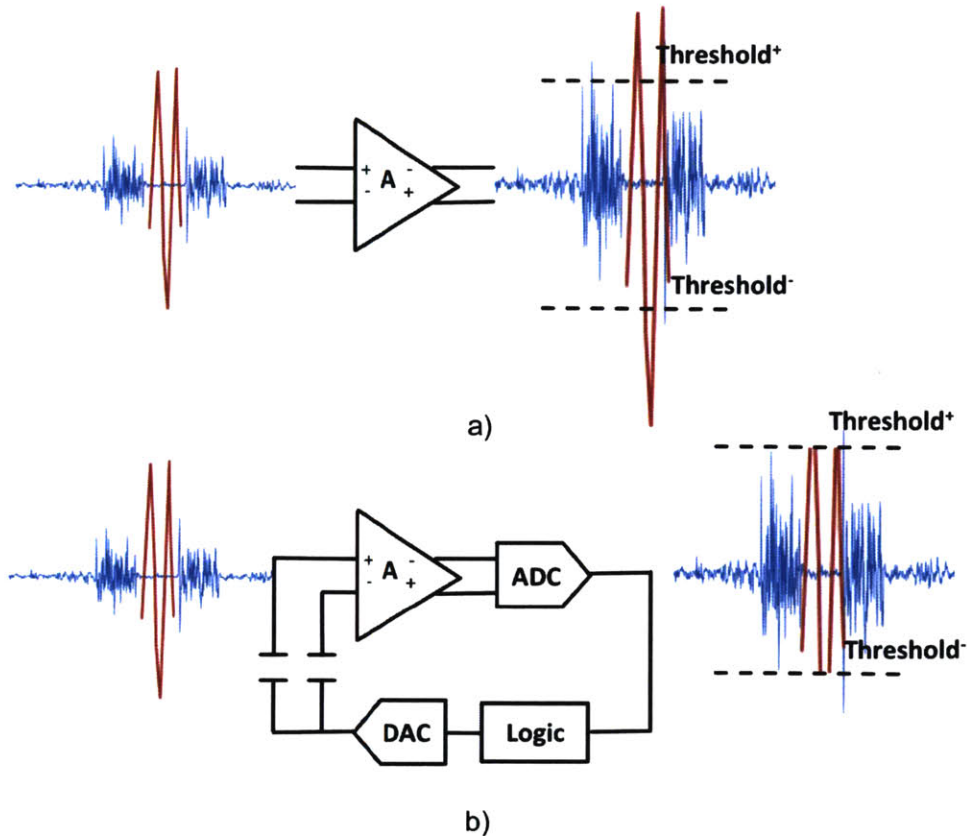 Threshold⁺
+ A -
- +
Threshold⁻
a)
Threshold⁺
+ A -
- +
ADC
Threshold⁻
DAC
Logic
b)